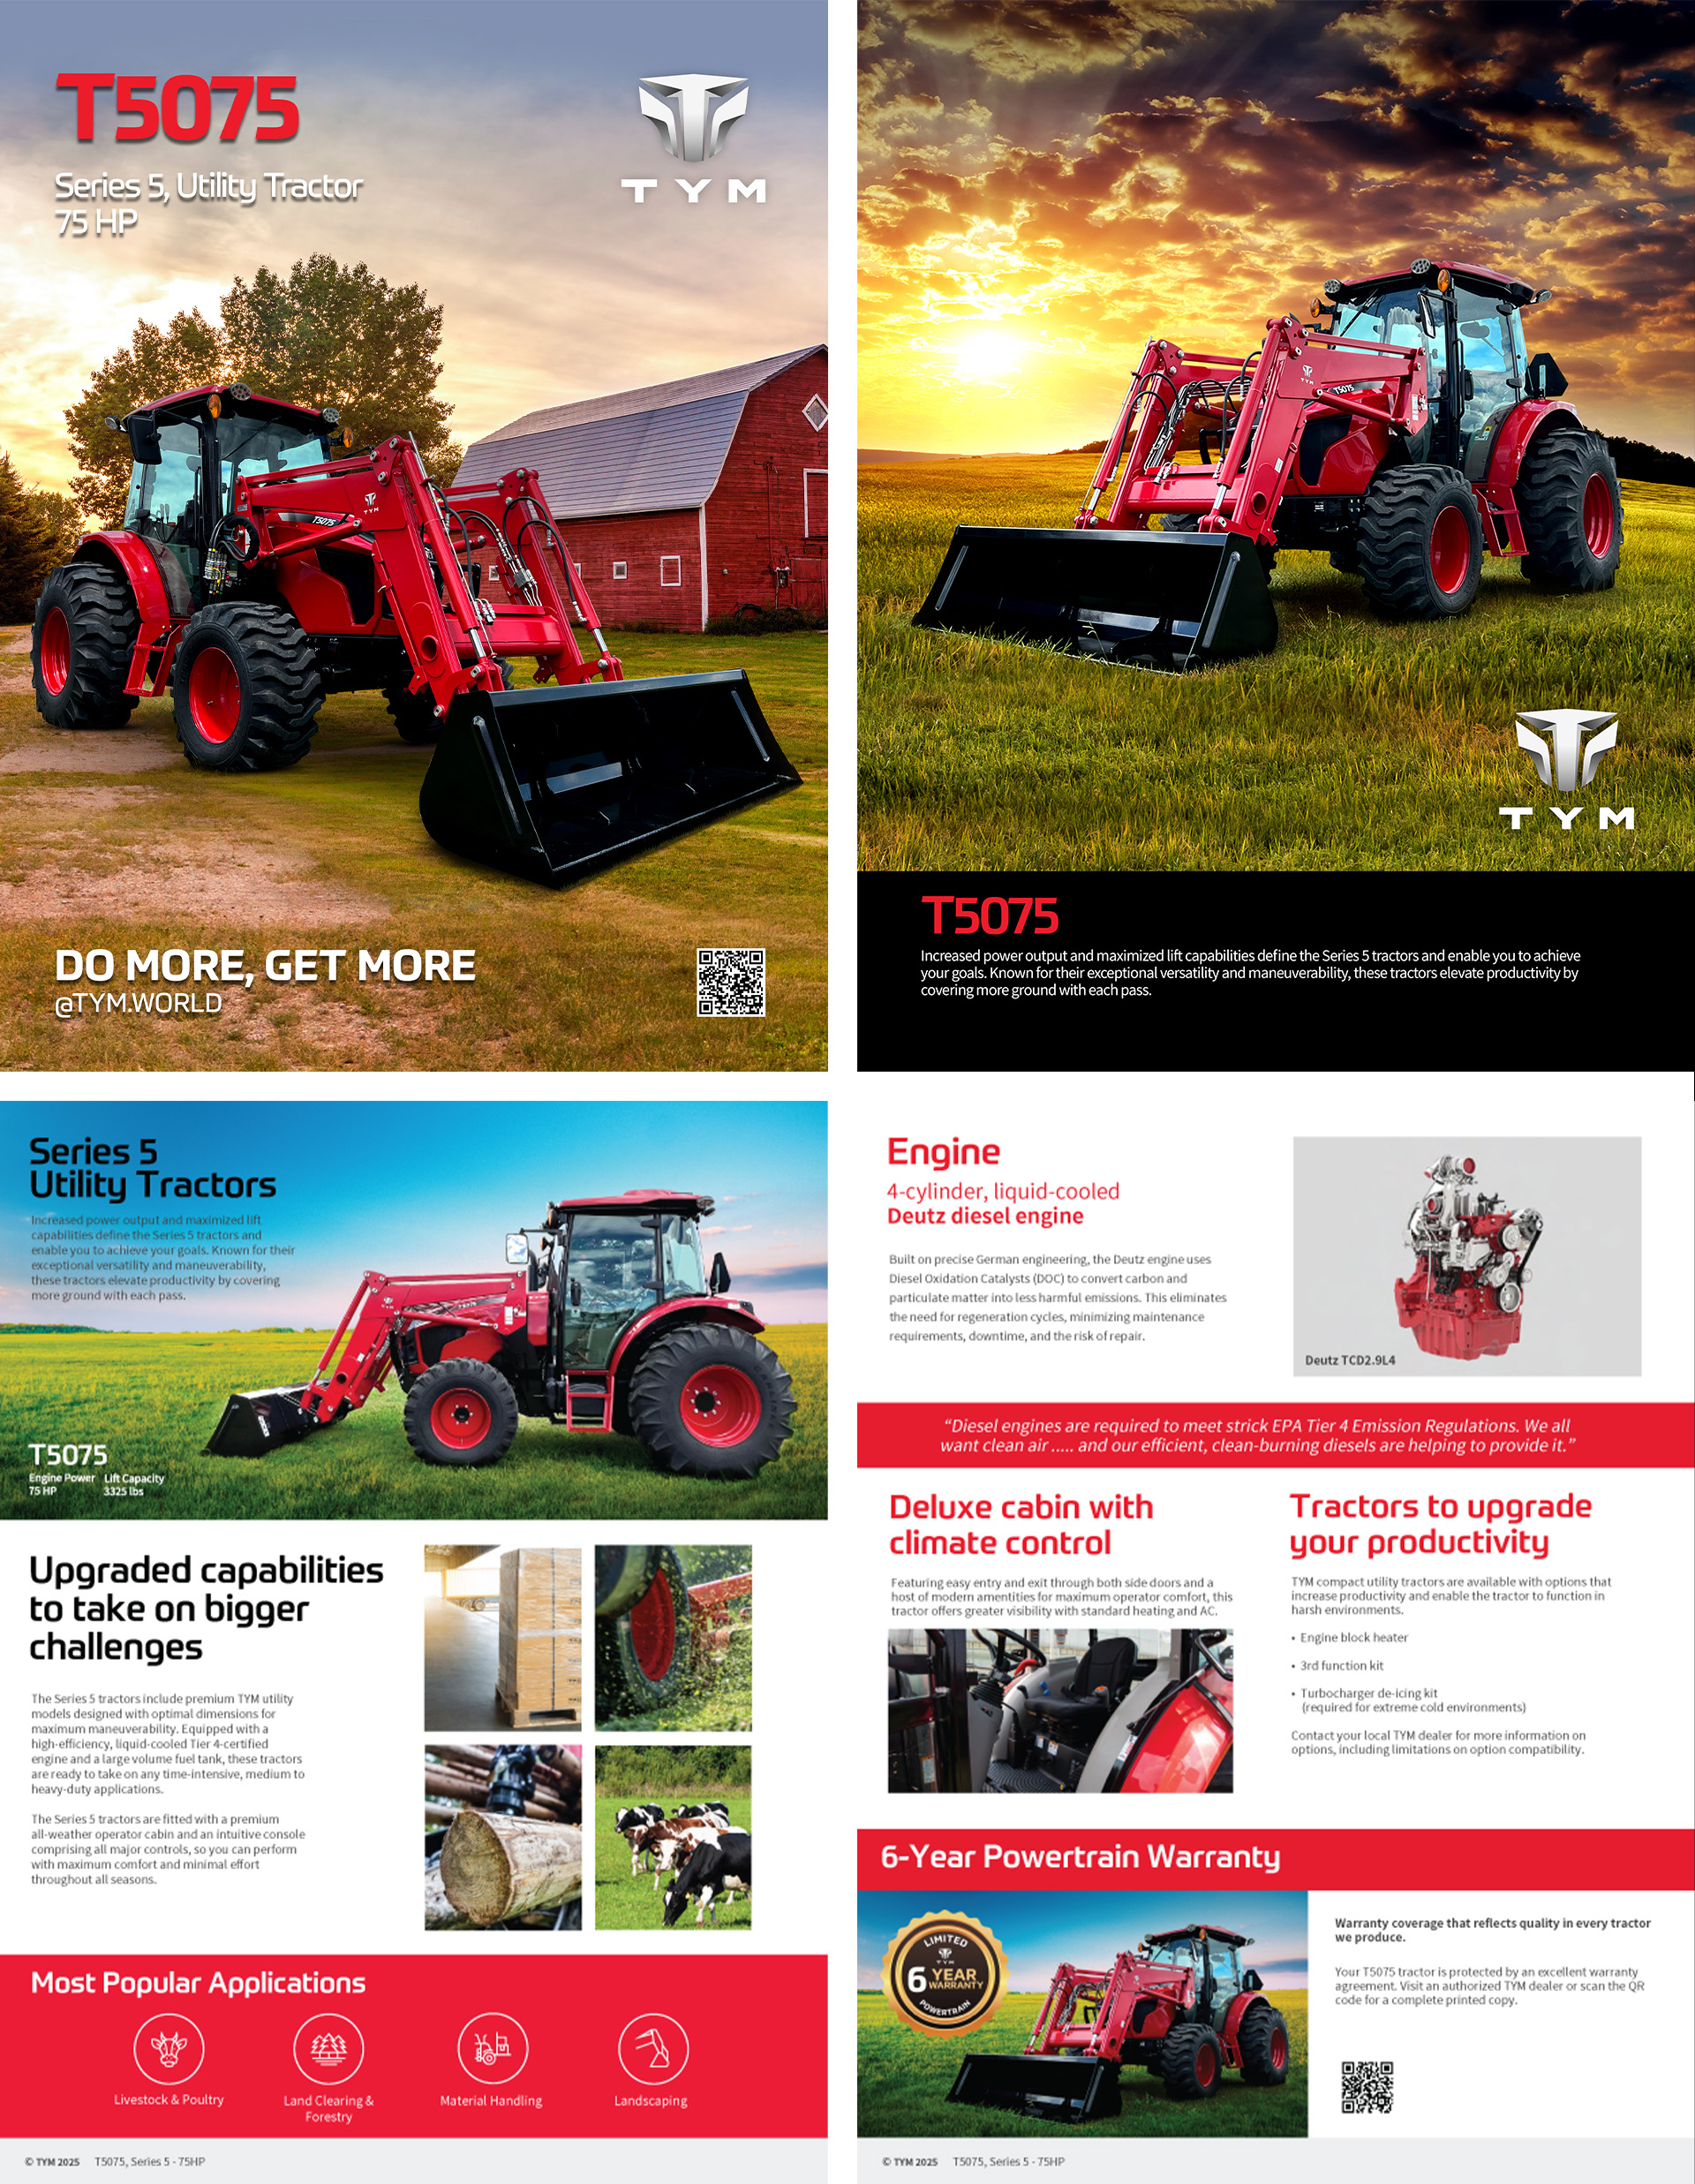 T5075
Series 5, Utility Tractor
75 HP
TYM
TYM
T5075
DO MORE, GET MORE
@TYM.WORLD
TYM
T5075
TYM
T5075
Increased power output and maximized lift capabilities define the Series 5 tractors and enable you to achieve
your goals. Known for their exceptional versatility and maneuverability, these tractors elevate productivity by
covering more ground with each pass.
Series 5
Utility Tractors
Increased power output and maximized lift
capabilities define the Series 5 tractors and
enable you to achieve your goals. Known for their
exceptional versatility and maneuverability,
these tractors elevate productivity by covering
more ground with each pass.
T5075
Engine Power Lift Capacity
75 HP 3325 lbs
Upgraded capabilities
to take on bigger
challenges
The Series 5 tractors include premium TYM utility
models designed with optimal dimensions for
maximum maneuverability. Equipped with a
high-efficiency, liquid-cooled Tier 4-certified
engine and a large volume fuel tank, these tractors
are ready to take on any time-intensive, medium to
heavy-duty applications.
The Series 5 tractors are fitted with a premium
all-weather operator cabin and an intuitive console
comprising all major controls, so you can perform
with maximum comfort and minimal effort
throughout all seasons.
Most Popular Applications
Livestock & Poultry
Land Clearing &
Forestry
Material Handling
Landscaping
© TYM 2025 T5075, Series 5 - 75HP
Engine
4-cylinder, liquid-cooled
Deutz diesel engine
Built on precise German engineering, the Deutz engine uses
Diesel Oxidation Catalysts (DOC) to convert carbon and
particulate matter into less harmful emissions. This eliminates
the need for regeneration cycles, minimizing maintenance
requirements, downtime, and the risk of repair.
Deutz TCD2.9L4
“Diesel engines are required to meet strick EPA Tier 4 Emission Regulations. We all
want clean air ..... and our efficient, clean-burning diesels are helping to provide it.”
Deluxe cabin with
climate control
Featuring easy entry and exit through both side doors and a
host of modern amentities for maximum operator comfort, this
tractor offers greater visibility with standard heating and AC.
Tractors to upgrade
your productivity
TYM compact utility tractors are available with options that
increase productivity and enable the tractor to function in
harsh environments.
• Engine block heater
• 3rd function kit
• Turbocharger de-icing kit
(required for extreme cold environments)
Contact your local TYM dealer for more information on
options, including limitations on option compatibility.
6-Year Powertrain Warranty
LIMITED
TYM
6 YEAR
WARRANTY
POWERTRAIN
Warranty coverage that reflects quality in every tractor
we produce.
Your T5075 tractor is protected by an excellent warranty
agreement. Visit an authorized TYM dealer or scan the QR
code for a complete printed copy.
© TYM 2025 T5075, Series 5 - 75HP